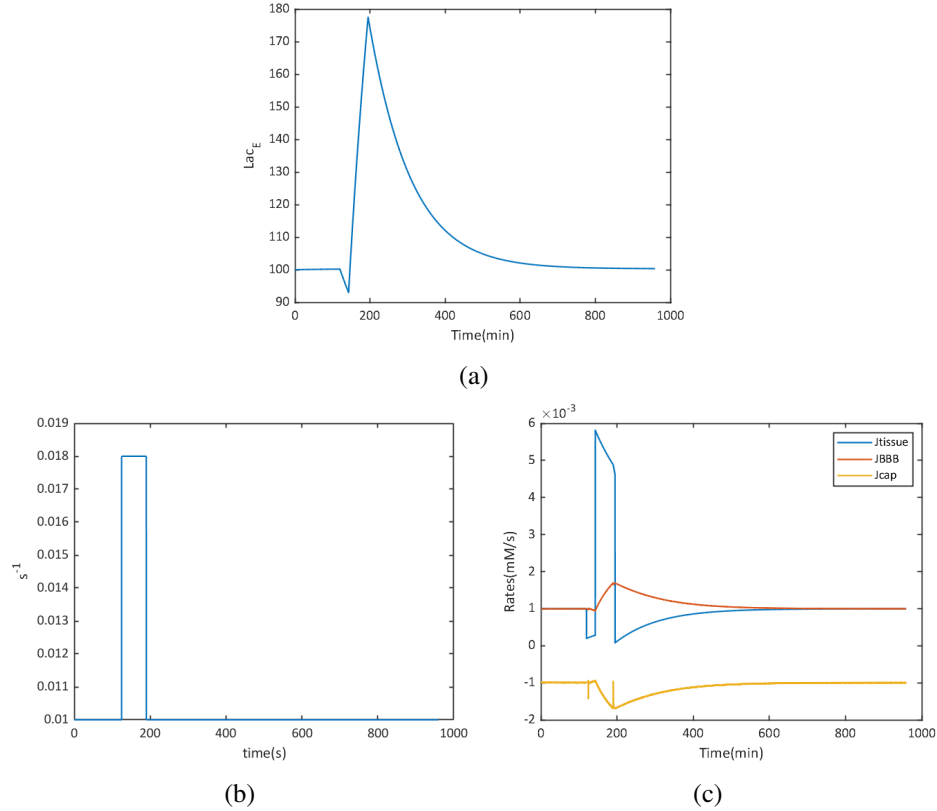 180
170
160
150
140
130
120
110
100
90
Lac_E
0 200 400 600 800 1000
Time(min)
(a)
0.019
0.018
0.017
0.016
0.015
0.014
0.013
0.012
0.011
0.01
s^-1
0 200 400 600 800 1000
time(s)
(b)
6 ×10^-3
5
4
3
2
1
0
-1
-2
Rates(mM/s)
Jtissue
JBBB
Jcap
0 200 400 600 800 1000
Time(min)
(c)